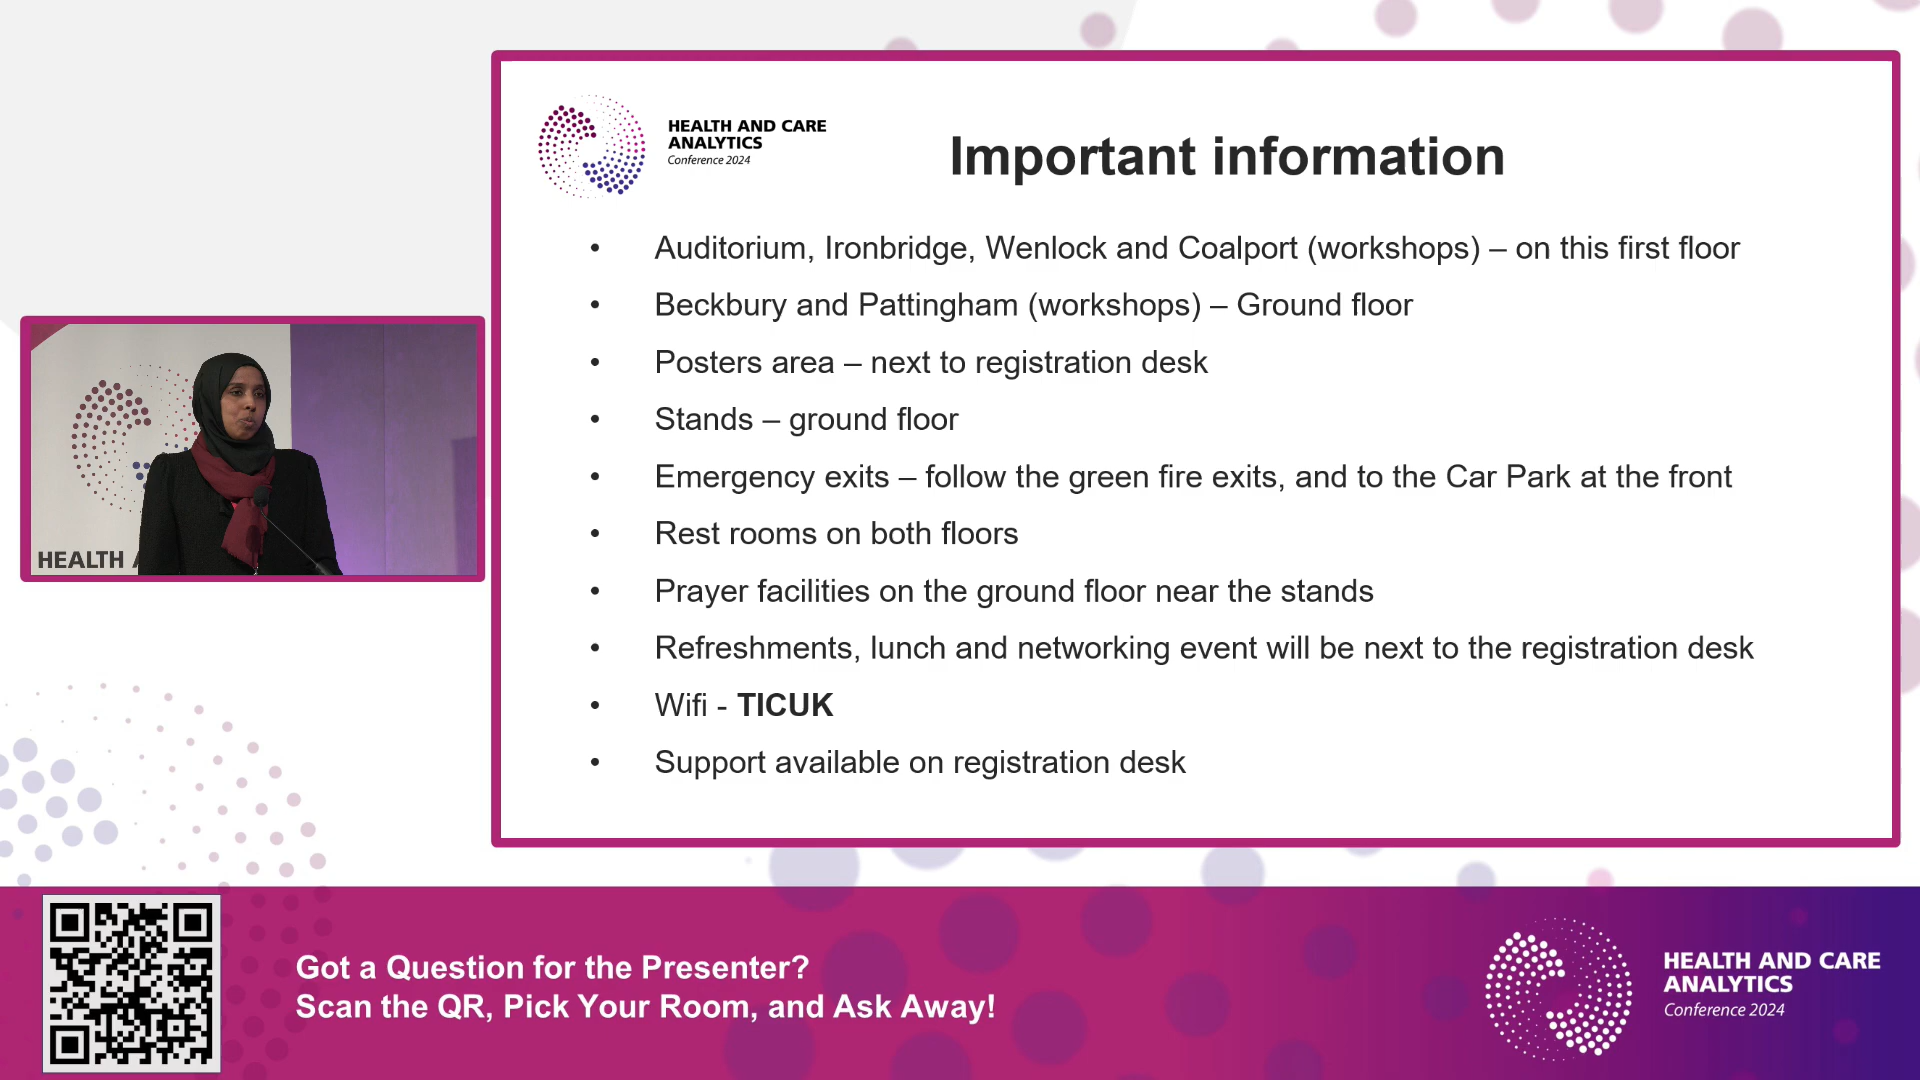 HEALTH AND CARE
ANALYTICS
Conference 2024
Important information
• Auditorium, Ironbridge, Wenlock and Coalport (workshops) – on this first floor
• Beckbury and Pattingham (workshops) – Ground floor
• Posters area – next to registration desk
• Stands – ground floor
• Emergency exits – follow the green fire exits, and to the Car Park at the front
• Rest rooms on both floors
• Prayer facilities on the ground floor near the stands
• Refreshments, lunch and networking event will be next to the registration desk
• Wifi - TICUK
• Support available on registration desk
HEALTH
Got a Question for the Presenter?
Scan the QR, Pick Your Room, and Ask Away!
HEALTH AND CARE
ANALYTICS
Conference 2024